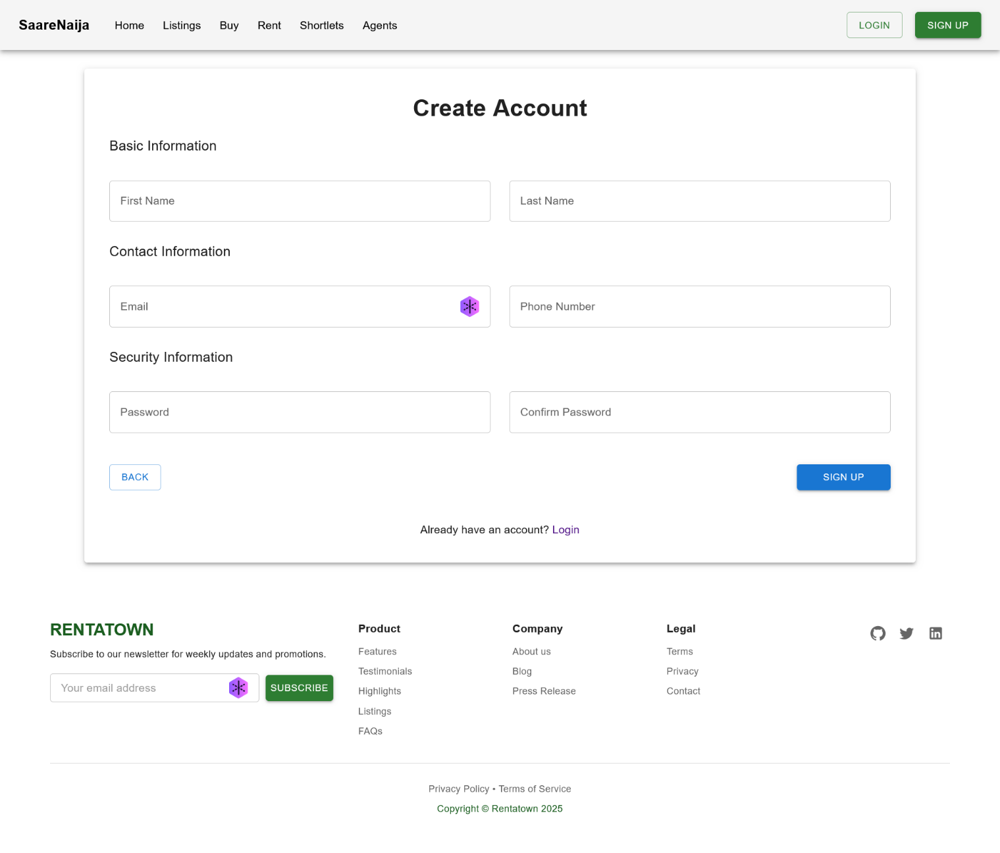 SaareNaija Home Listings Buy Rent Shortlets Agents LOGIN SIGN UP
Create Account
Basic Information
First Name Last Name
Contact Information
Email Phone Number
Security Information
Password Confirm Password
BACK SIGN UP
Already have an account? Login
RENTATOWN
Subscribe to our newsletter for weekly updates and promotions.
Your email address SUBSCRIBE
Product
Features
Testimonials
Highlights
Listings
FAQs
Company
About us
Blog
Press Release
Legal
Terms
Privacy
Contact
Privacy Policy • Terms of Service
Copyright © Rentatown 2025